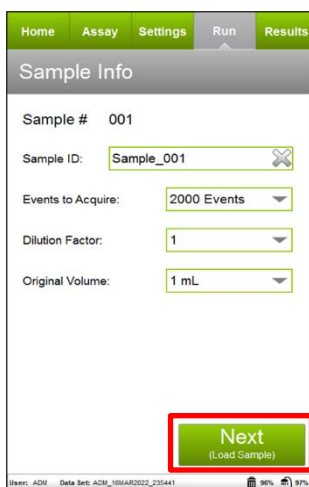 Home Assay Settings Run Results
Sample Info
Sample # 001
Sample ID: Sample_001
Events to Acquire: 2000 Events
Dilution Factor: 1
Original Volume: 1 mL
Next
(Load Sample)
User: ADM Data Set: ADM_16MAR2022_235441 96% 97%